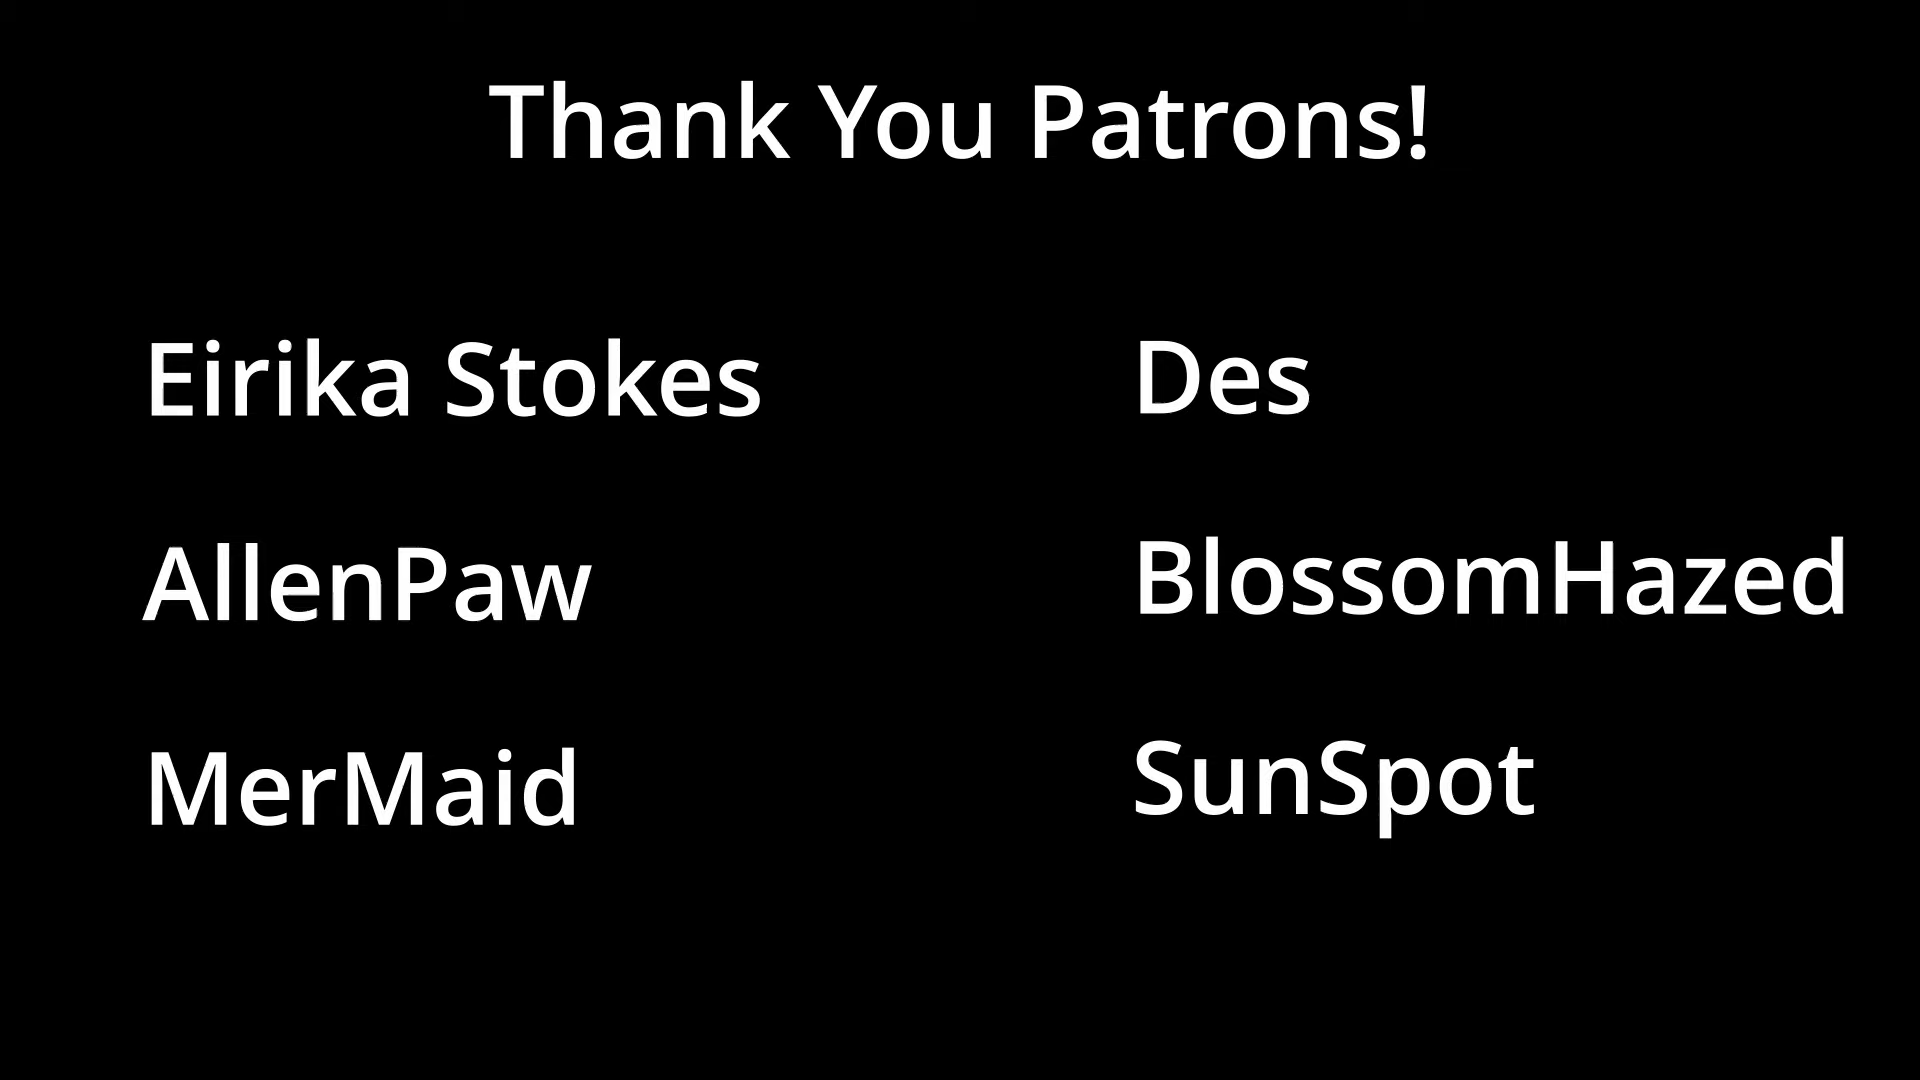 Thank You Patrons!
Eirika Stokes
Des
AllenPaw
BlossomHazed
MerMaid
SunSpot